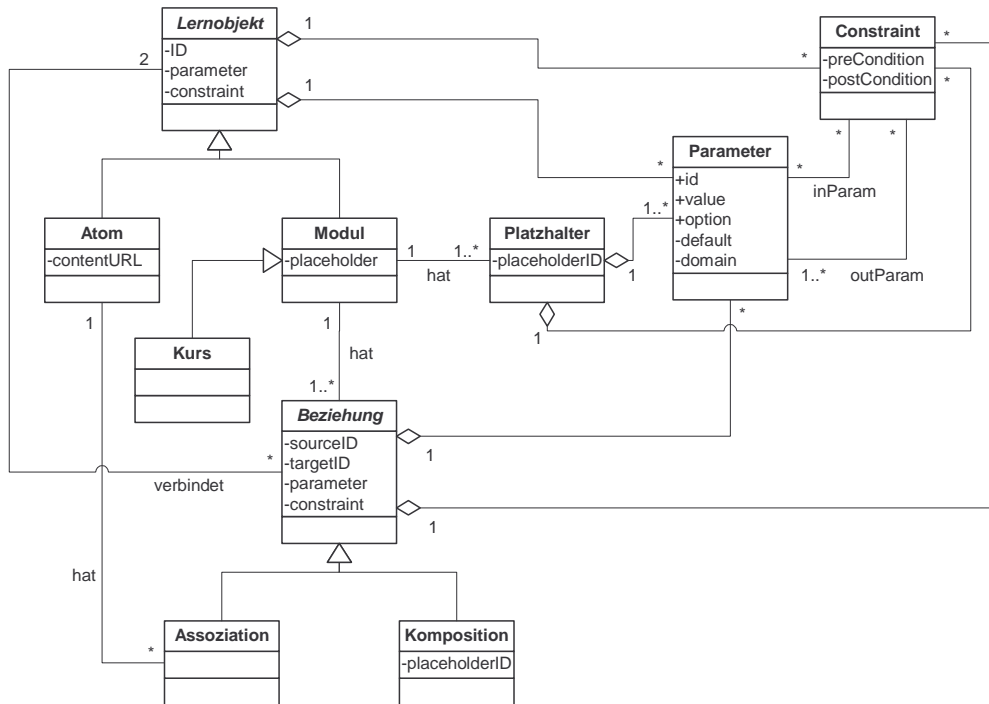 Lernobjekt
-ID
-parameter
-constraint
1
1
2
Constraint
-preCondition
-postCondition
*
*
*
*
*
Parameter
+id
+value
+option
-default
-domain
*
*
inParam
1..*
1..*
outParam
*
Atom
-contentURL
1
Modul
-placeholder
1
1..*
hat
Platzhalter
-placeholderID
1
1
Kurs
1
hat
1..*
Beziehung
-sourceID
-targetID
-parameter
-constraint
*
verbindet
1
1
hat
*
Assoziation
Komposition
-placeholderID